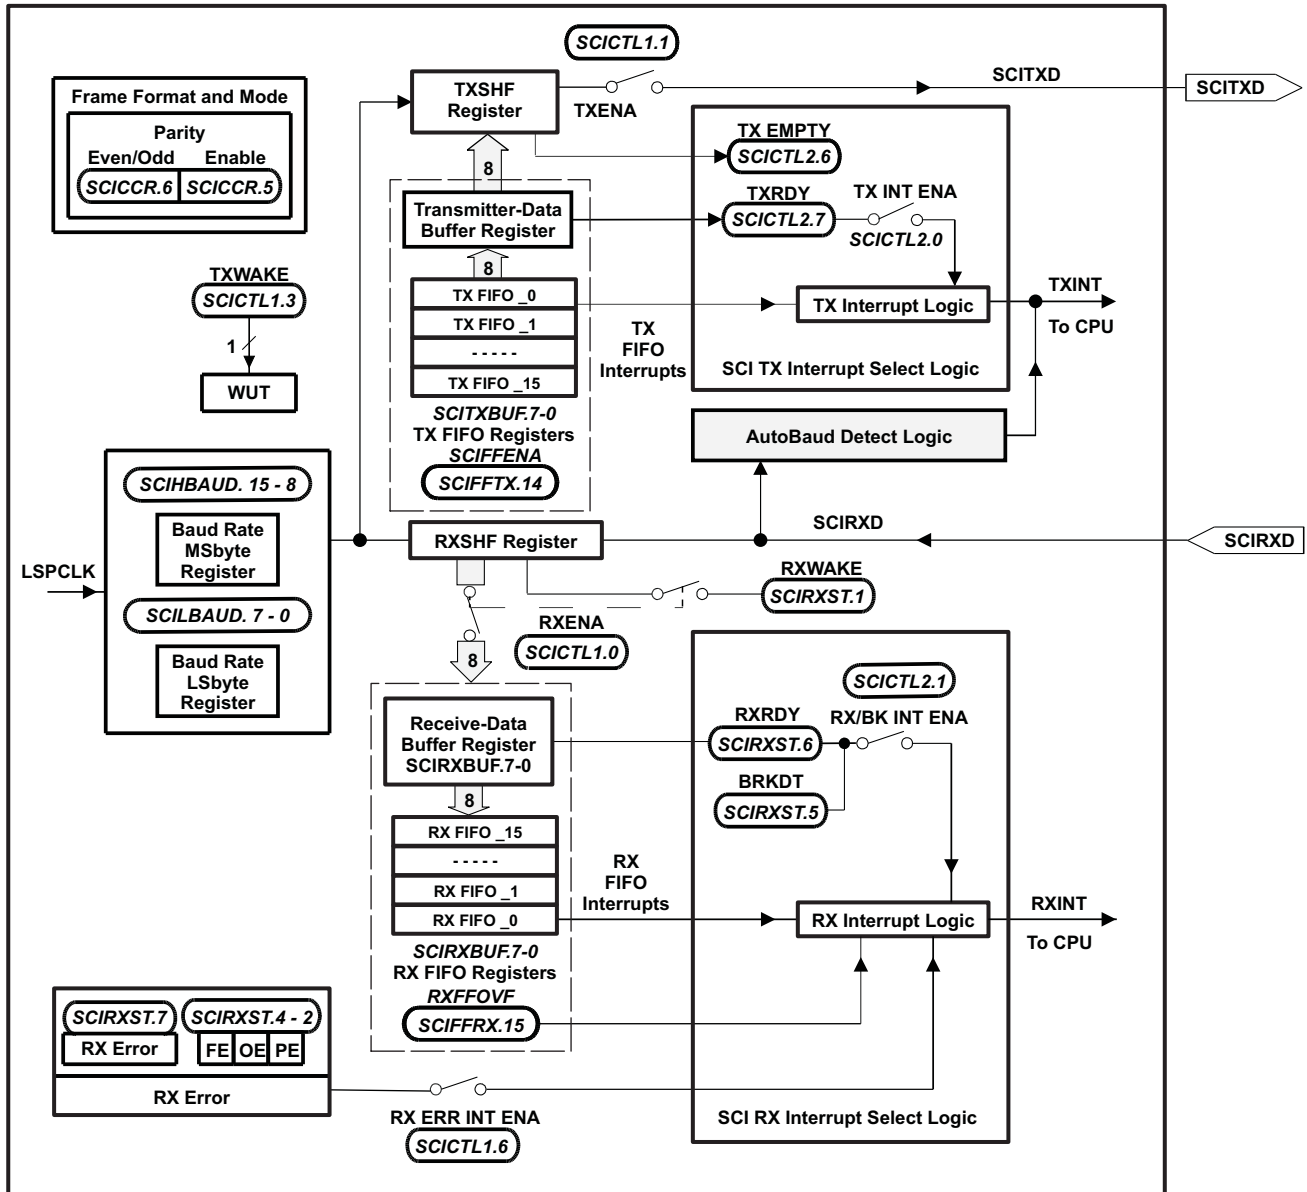 SCICTL1.1
TXSHF
Register
TXENA
SCITXD
SCITXD
Frame Format and Mode
Parity
Even/Odd Enable
SCICCR.6 SCICCR.5
8
TX EMPTY
SCICTL2.6
Transmitter-Data
Buffer Register
TXRDY
SCICTL2.7
TX INT ENA
SCICTL2.0
8
TXWAKE
SCICTL1.3
1
WUT
TX FIFO _0
TX FIFO _1
- - - - -
TX FIFO _15
TX
FIFO
Interrupts
TX Interrupt Logic
TXINT
To CPU
SCI TX Interrupt Select Logic
SCITXBUF.7-0
TX FIFO Registers
SCIFFENA
SCIFFTX.14
AutoBaud Detect Logic
LSPCLK
SCIHBAUD. 15 - 8
Baud Rate
MSbyte
Register
SCILBAUD. 7 - 0
Baud Rate
LSbyte
Register
RXSHF Register
SCIRXD
SCIRXD
RXWAKE
SCIRXST.1
RXENA
SCICTL1.0
8
Receive-Data
Buffer Register
SCIRXBUF.7-0
8
SCICTL2.1
RXRDY
SCIRXST.6
RX/BK INT ENA
BRKDT
SCIRXST.5
RX FIFO _15
- - - - -
RX FIFO _1
RX FIFO _0
RX
FIFO
Interrupts
RX Interrupt Logic
RXINT
To CPU
SCIRXBUF.7-0
RX FIFO Registers
RXFFOVF
SCIFFRX.15
SCIRXST.7 SCIRXST.4 - 2
RX Error FE OE PE
RX Error
RX ERR INT ENA
SCICTL1.6
SCI RX Interrupt Select Logic